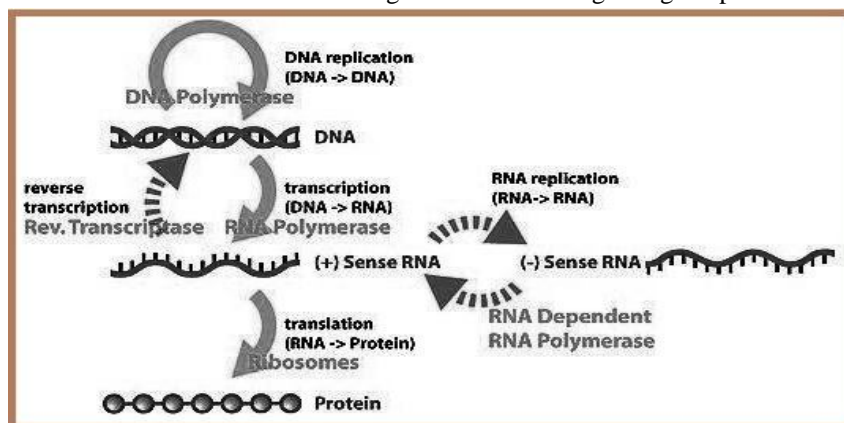 DNA replication
(DNA -> DNA)
DNA Polymerase
DNA
reverse
transcription
Rev. Transcriptase
transcription
(DNA -> RNA)
RNA Polymerase
RNA replication
(RNA-> RNA)
(+) Sense RNA
(-) Sense RNA
translation
(RNA -> Protein)
Ribosomes
RNA Dependent
RNA Polymerase
Protein